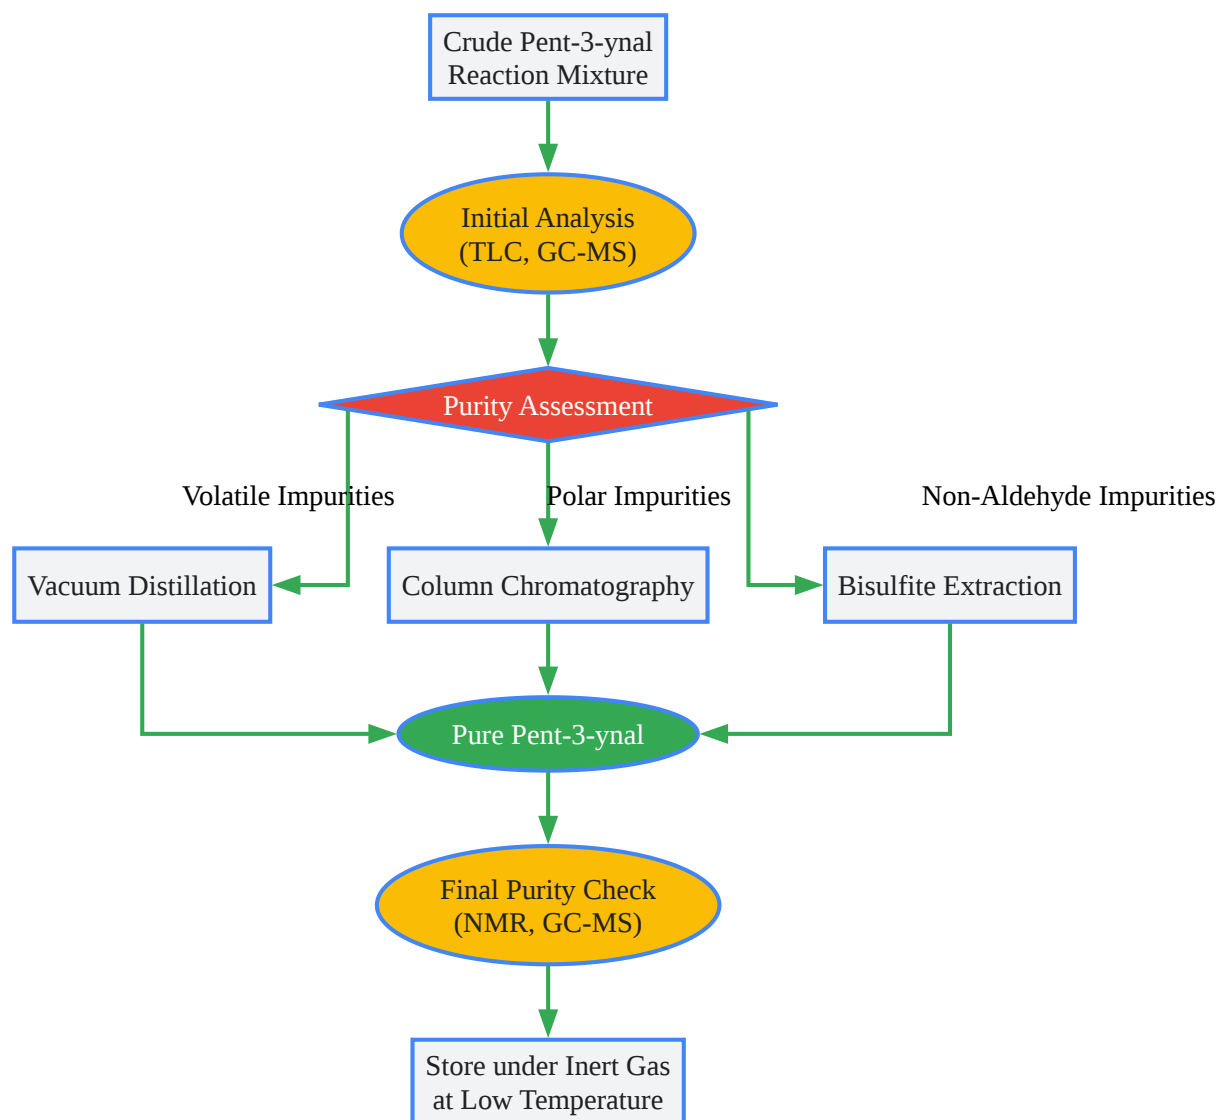 Crude Pent-3-ynal
Reaction Mixture
Initial Analysis
(TLC, GC-MS)
Purity Assessment
Volatile Impurities
Polar Impurities
Non-Aldehyde Impurities
Vacuum Distillation
Column Chromatography
Bisulfite Extraction
Pure Pent-3-ynal
Final Purity Check
(NMR, GC-MS)
Store under Inert Gas
at Low Temperature